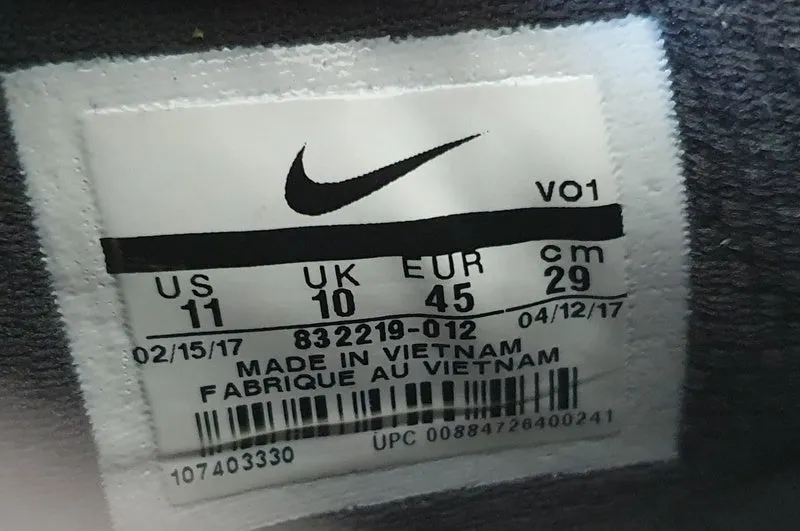 VO1
US UK EUR cm
11 10 45 29
832219-012
02/15/17 04/12/17
MADE IN VIETNAM
FABRIQUE AU VIETNAM
107403330 UPC 00884726400241